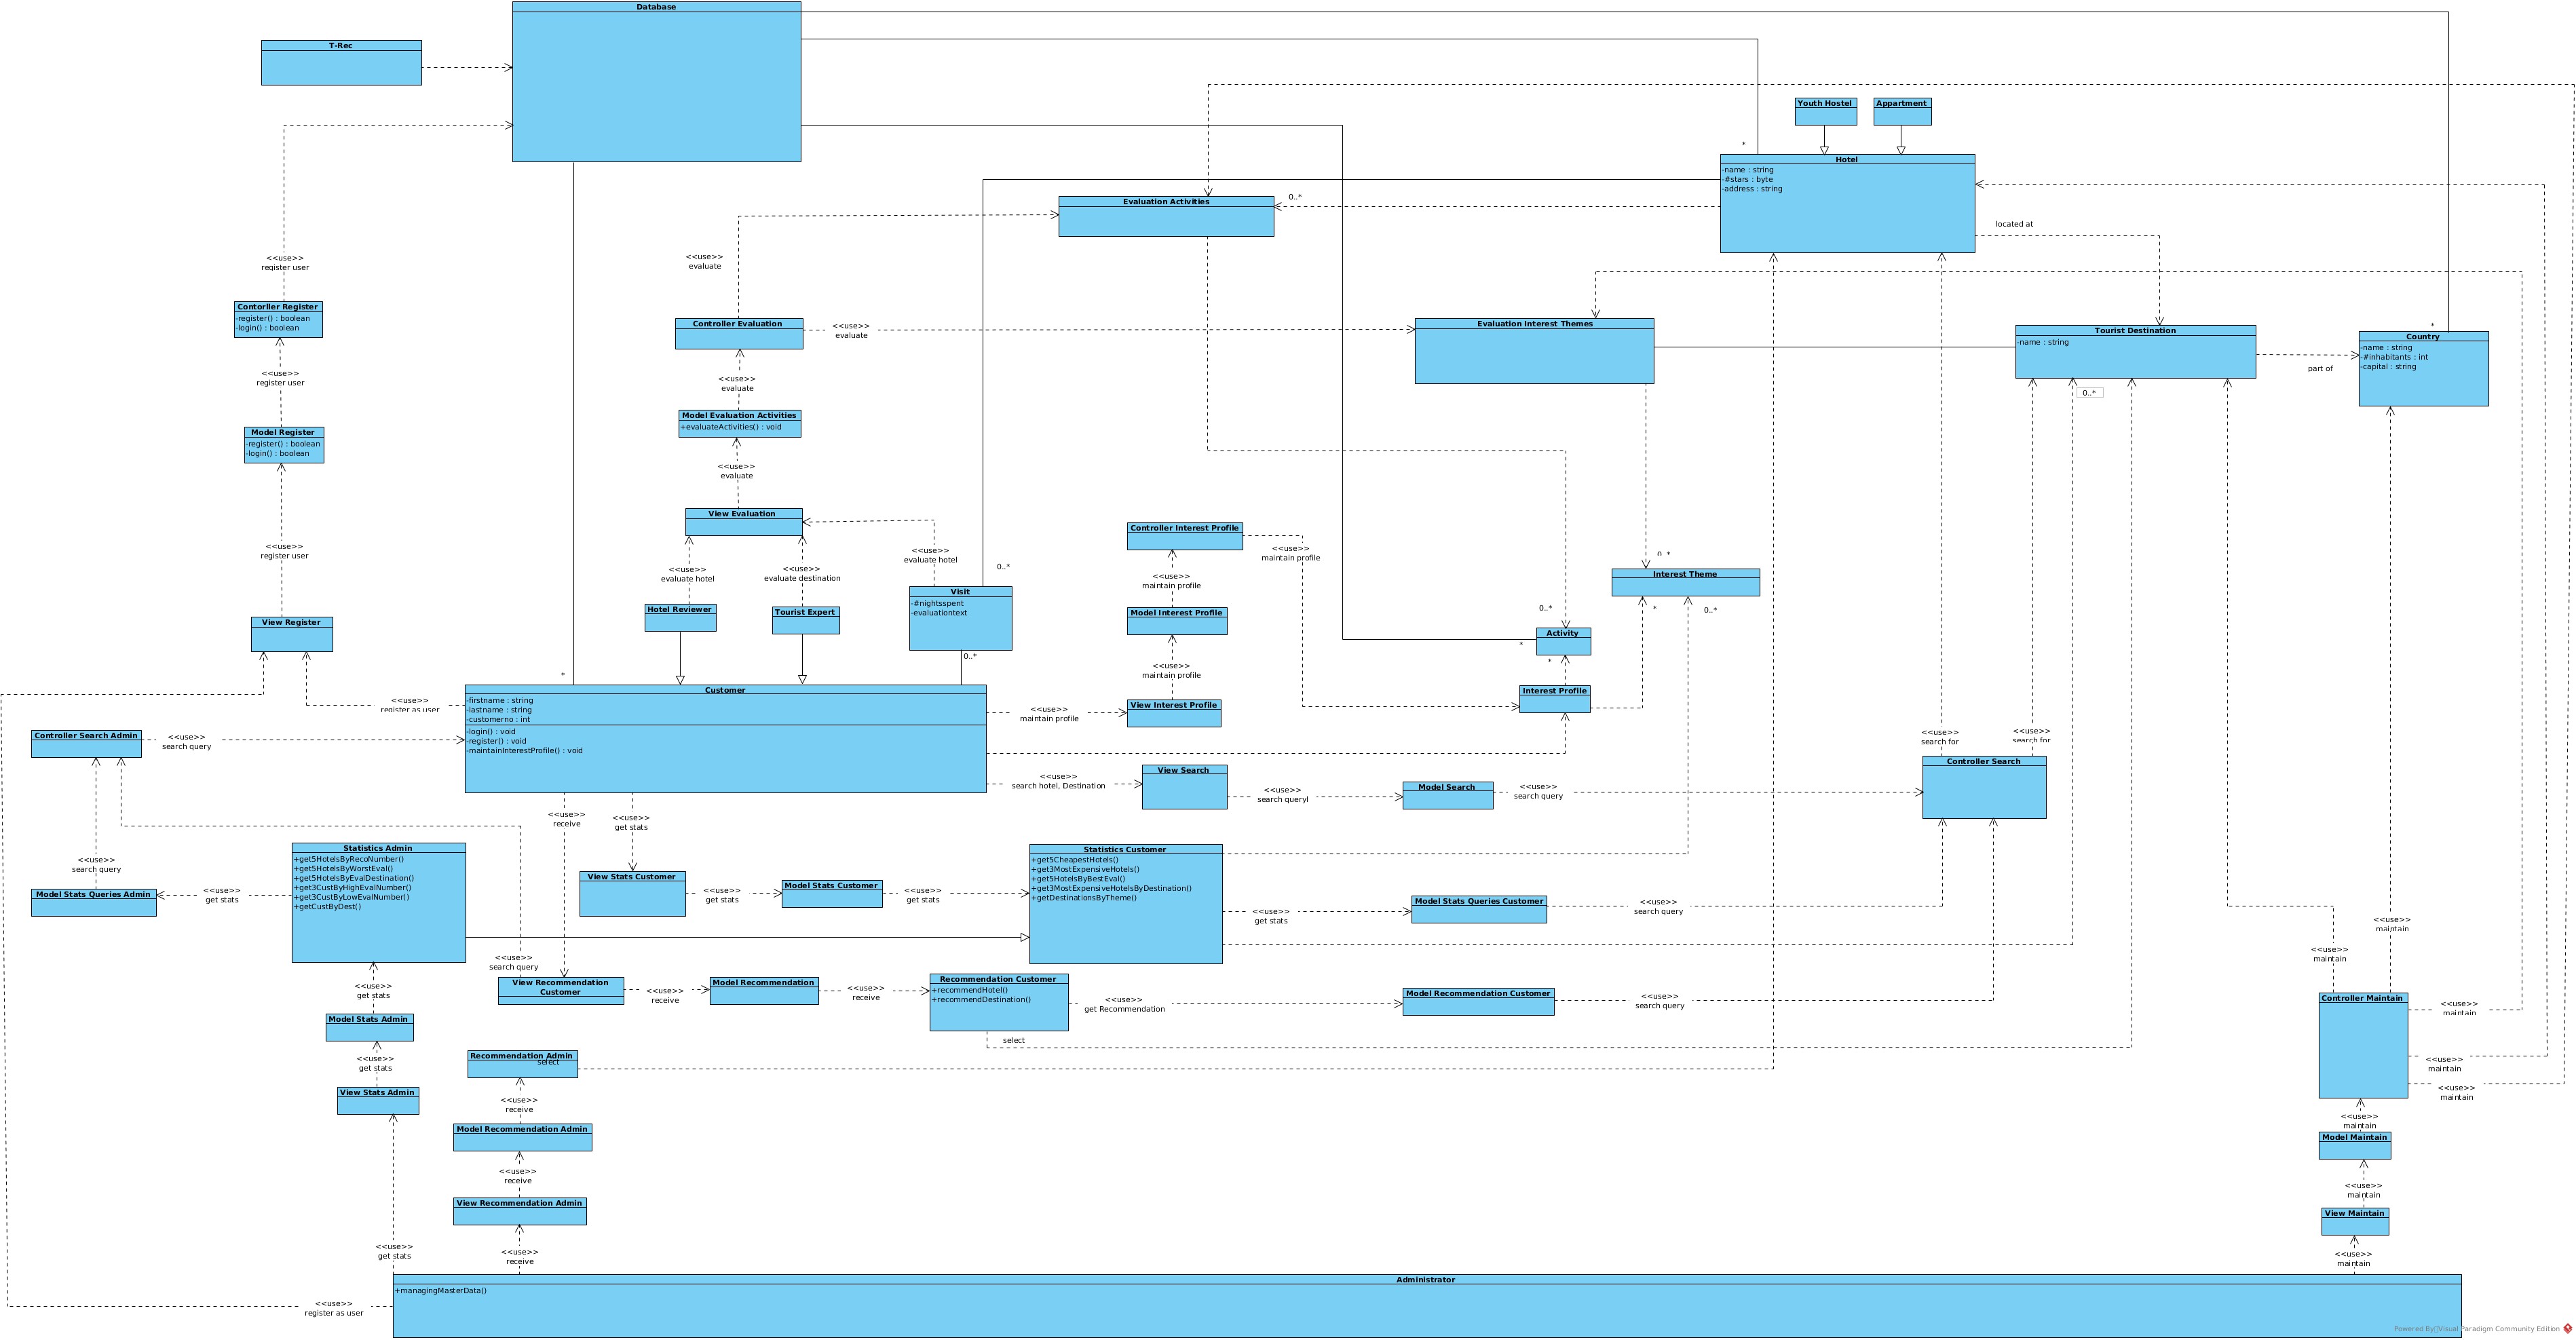 Database
T-Rec
Youth Hostel
Appartment
*
Hotel
-name : string
-#stars : byte
-address : string
Evaluation Activities
0..*
located at
<<use>>
register user
<<use>>
evaluate
Contorller Register
-register() : boolean
-login() : boolean
Controller Evaluation
<<use>>
evaluate
Evaluation Interest Themes
Tourist Destination
-name : string
*
Country
-name : string
-#inhabitants : int
-capital : string
part of
0..*
<<use>>
register user
<<use>>
evaluate
Model Evaluation Activities
+evaluateActivities() : void
Model Register
-register() : boolean
-login() : boolean
<<use>>
evaluate
View Evaluation
Controller Interest Profile
<<use>>
register user
<<use>>
evaluate hotel
<<use>>
maintain profile
0..*
<<use>>
evaluate hotel
<<use>>
evaluate destination
0..*
<<use>>
maintain profile
Interest Theme
Visit
-#nightsspent
-evaluationtext
Hotel Reviewer
Tourist Expert
Model Interest Profile
0..*
*
0..*
View Register
Activity
*
0..*
*
<<use>>
maintain profile
*
Customer
-firstname : string
-lastname : string
-customerno : int
-login() : void
-register() : void
-maintainInterestProfile() : void
Interest Profile
<<use>>
register as user
<<use>>
maintain profile
View Interest Profile
Controller Search Admin
<<use>>
search query
<<use>>
search for
<<use>>
search for
Controller Search
View Search
<<use>>
search hotel, Destination
<<use>>
search queryl
Model Search
<<use>>
search query
<<use>>
receive
<<use>>
get stats
Statistics Admin
+get5HotelsByRecoNumber()
+get5HotelsByWorstEval()
+get5HotelsByEvalDestination()
+get3CustByHighEvalNumber()
+get3CustByLowEvalNumber()
+getCustByDest()
Statistics Customer
+get5CheapestHotels()
+get3MostExpensiveHotels()
+get5HotelsByBestEval()
+get3MostExpensiveHotelsByDestination()
+getDestinationsByTheme()
<<use>>
search query
View Stats Customer
<<use>>
get stats
Model Stats Customer
<<use>>
get stats
Model Stats Queries Admin
<<use>>
get stats
<<use>>
get stats
Model Stats Queries Customer
<<use>>
search query
<<use>>
maintain
<<use>>
maintain
<<use>>
search query
View Recommendation
Customer
<<use>>
receive
Model Recommendation
<<use>>
receive
Recommendation Customer
+recommendHotel()
+recommendDestination()
<<use>>
get Recommendation
Model Recommendation Customer
<<use>>
search query
<<use>>
get stats
Controller Maintain
<<use>>
maintain
Model Stats Admin
select
Recommendation Admin
select
<<use>>
get stats
<<use>>
maintain
View Stats Admin
<<use>>
maintain
<<use>>
receive
<<use>>
maintain
Model Recommendation Admin
Model Maintain
<<use>>
receive
<<use>>
maintain
View Recommendation Admin
View Maintain
<<use>>
get stats
<<use>>
receive
<<use>>
maintain
Administrator
+managingMasterData()
<<use>>
register as user
Powered By▯Visual Paradigm Community Edition